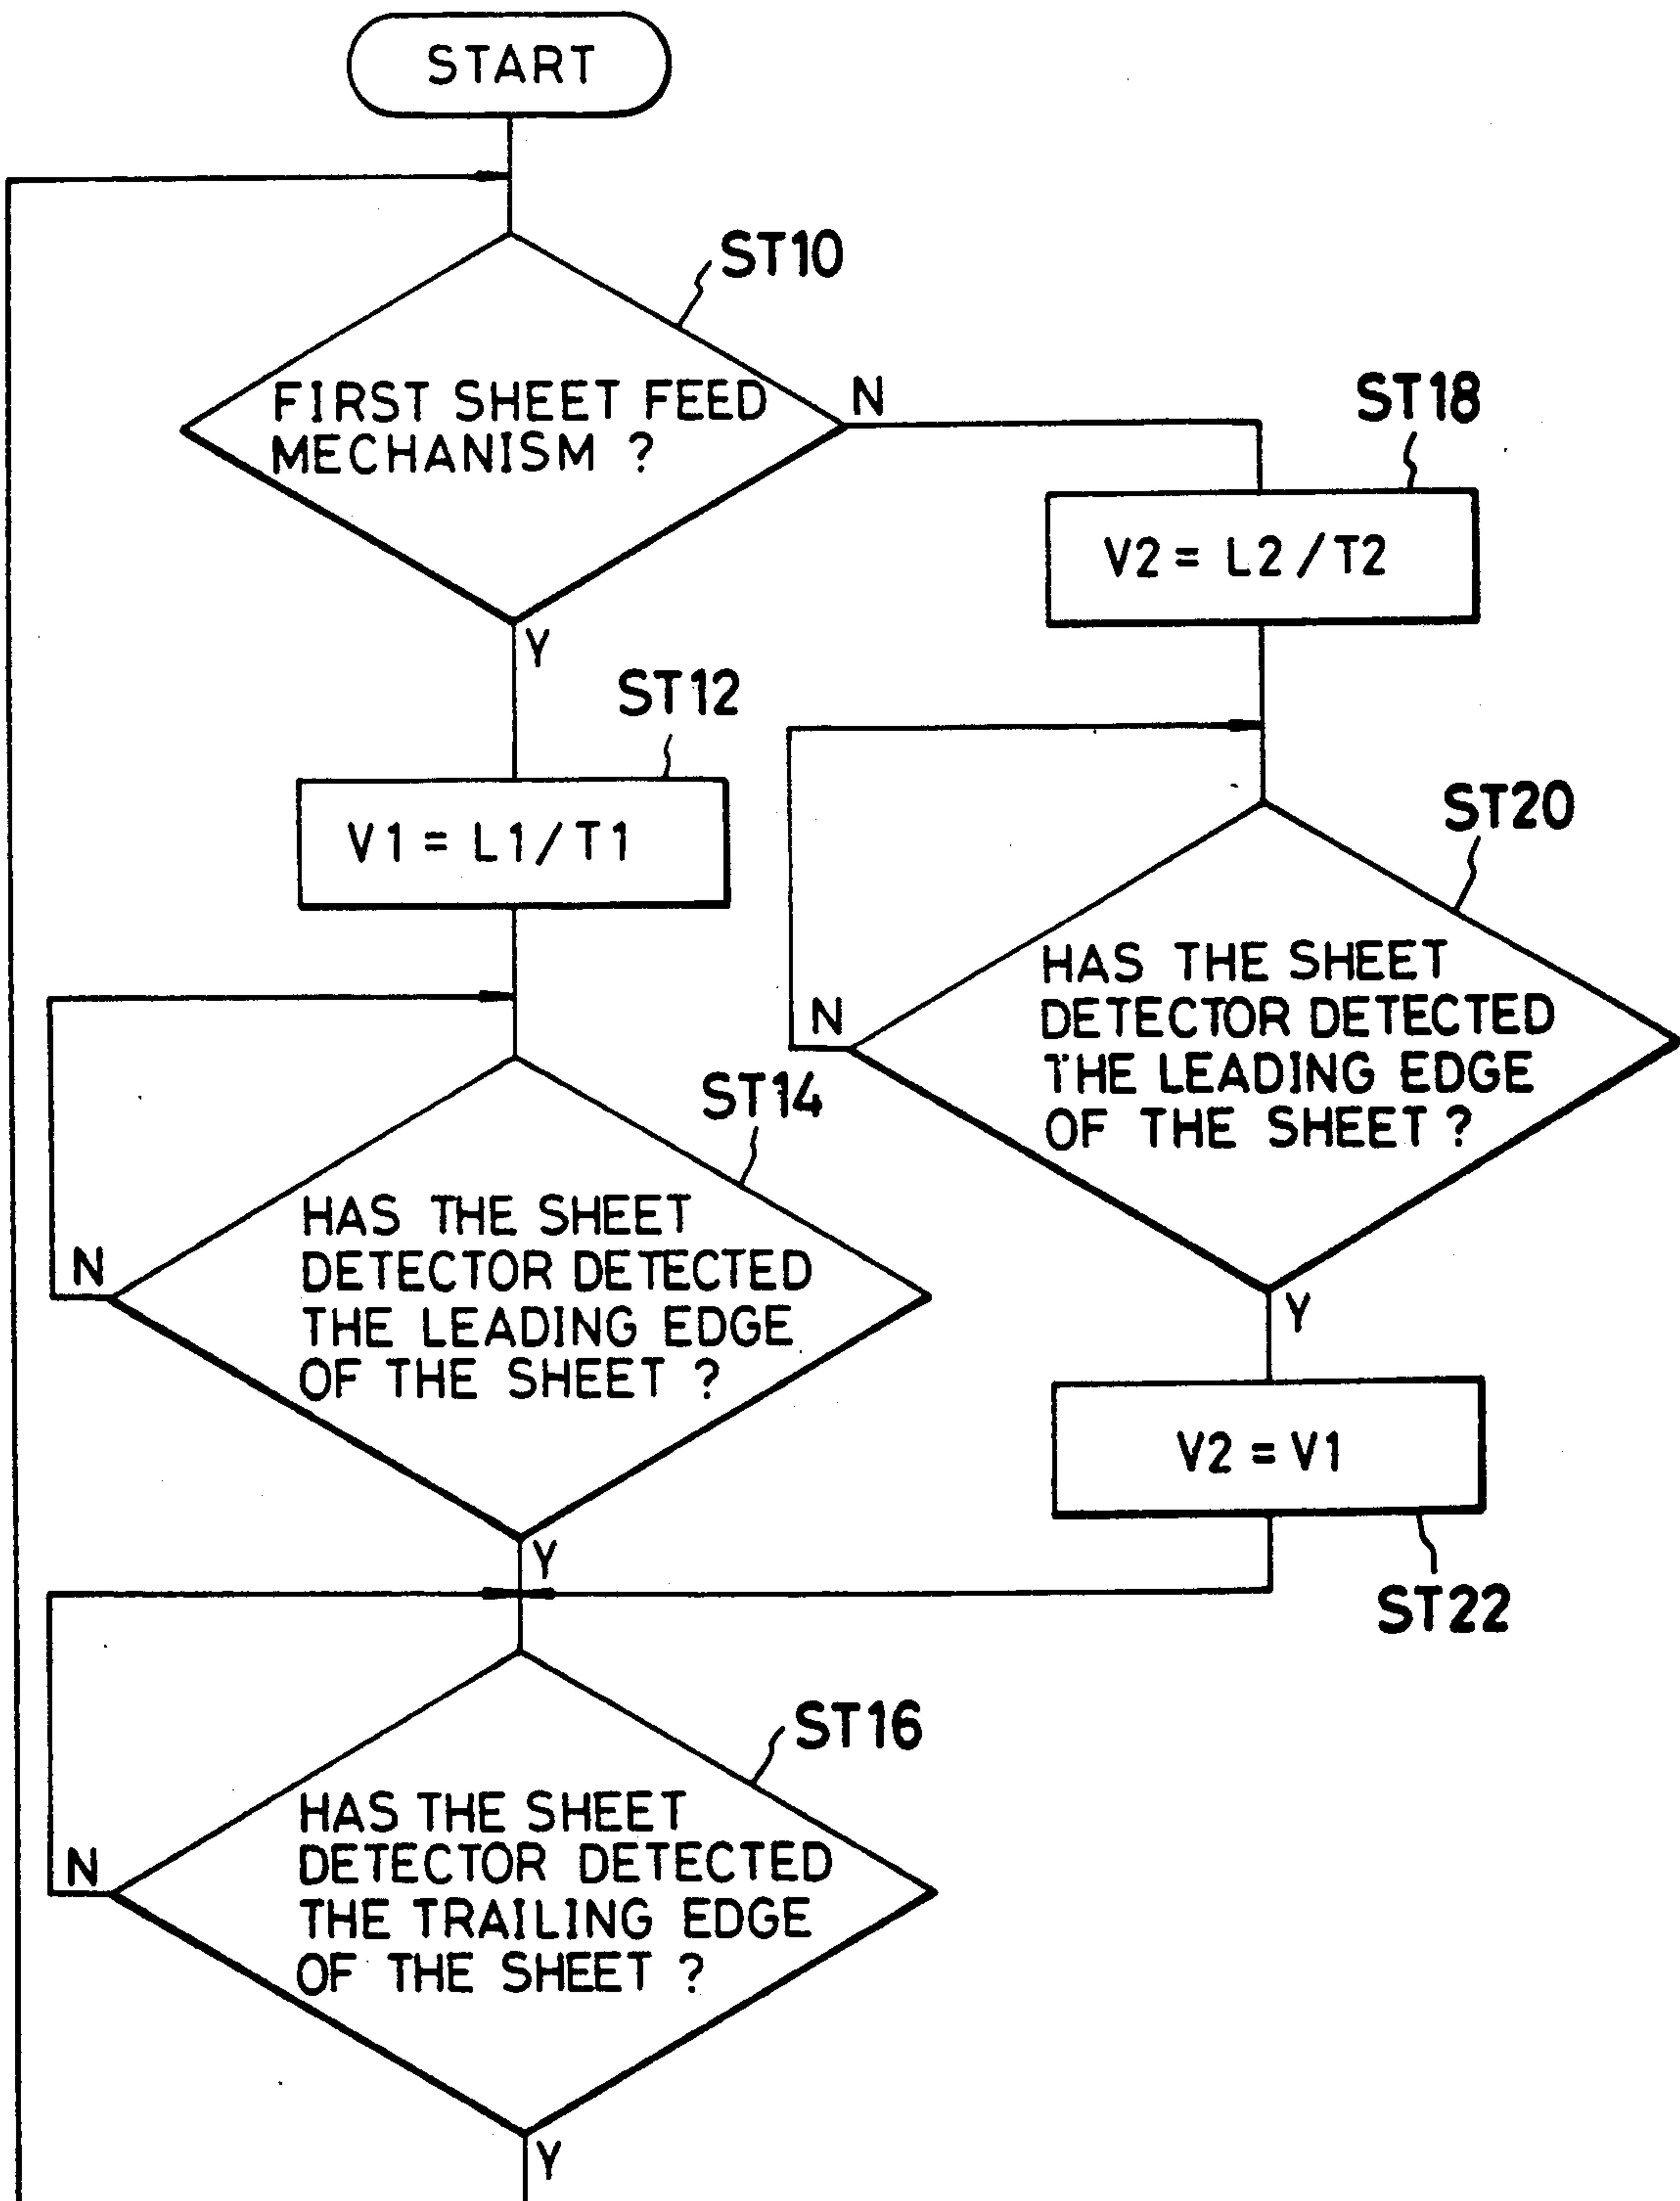 START
ST10
FIRST SHEET FEED
MECHANISM ?
N
Y
ST18
V2 = L2 / T2
ST12
V1 = L1 / T1
ST20
HAS THE SHEET
DETECTOR DETECTED
THE LEADING EDGE
OF THE SHEET ?
N
Y
ST14
HAS THE SHEET
DETECTOR DETECTED
THE LEADING EDGE
OF THE SHEET ?
N
Y
V2 = V1
ST22
ST16
HAS THE SHEET
DETECTOR DETECTED
THE TRAILING EDGE
OF THE SHEET ?
N
Y